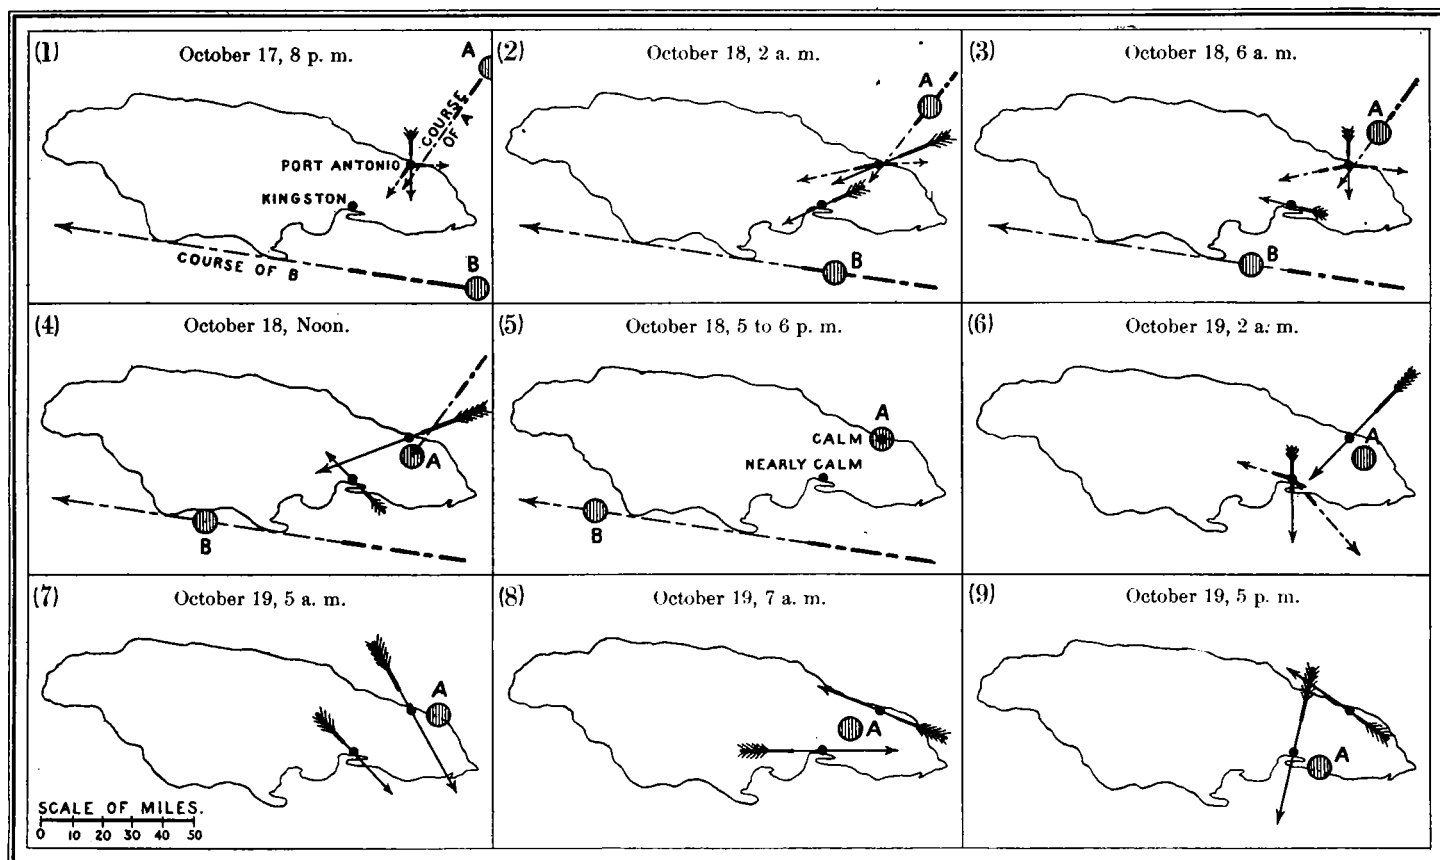 (1)
October 17, 8 p. m.
A
COURSE
OF A
PORT ANTONIO
KINGSTON
COURSE OF B
B
(2)
October 18, 2 a. m.
A
B
(3)
October 18, 6 a. m.
A
B
(4)
October 18, Noon.
A
B
(5)
October 18, 5 to 6 p. m.
A
CALM
NEARLY CALM
B
(6)
October 19, 2 a. m.
A
(7)
October 19, 5 a. m.
A
SCALE OF MILES.
0 10 20 30 40 50
(8)
October 19, 7 a. m.
A
(9)
October 19, 5 p. m.
A